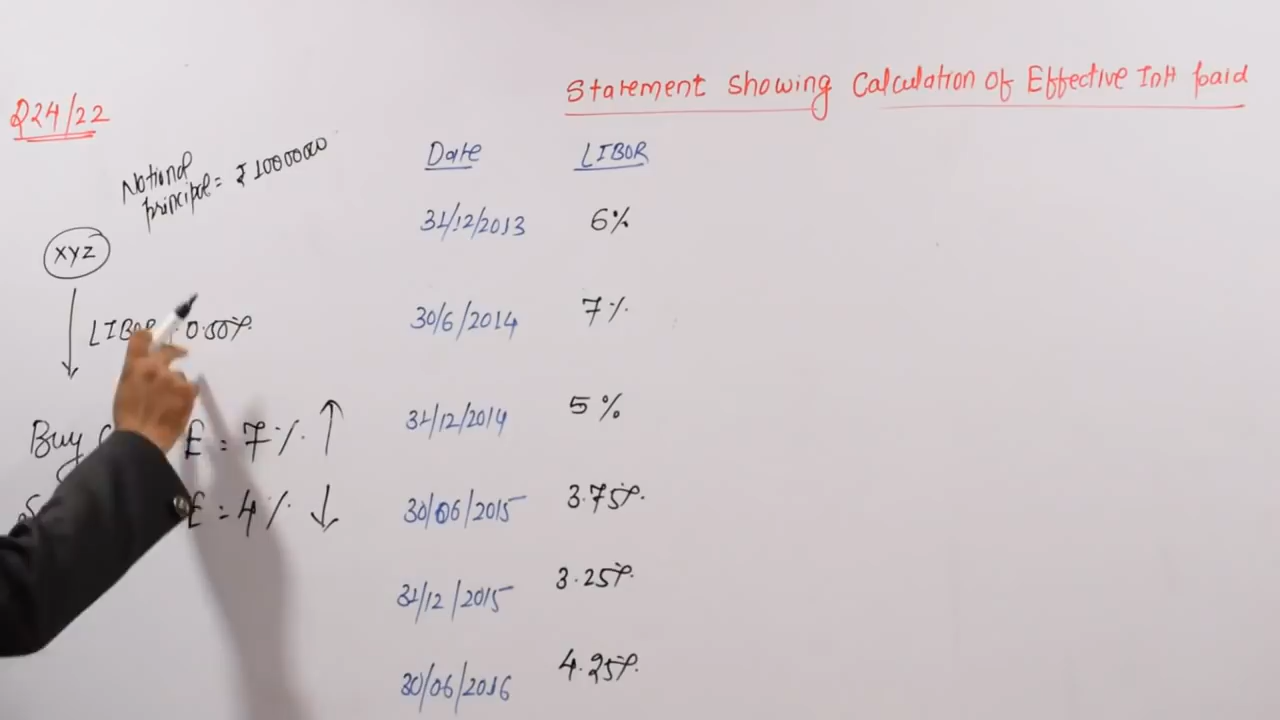 Statement Showing Calculation of Effective Int paid
Q24/22
Notional
principal = ₹ 10000000
Date LIBOR
31/12/2013 6%
xyz
30/6/2014 7%
LIBOR 0.50%
31/12/2014 5%
Buy E = 7% ↑
30/06/2015 3.75%
E = 4% ↓
31/12/2015 3.25%
30/06/2016 4.25%